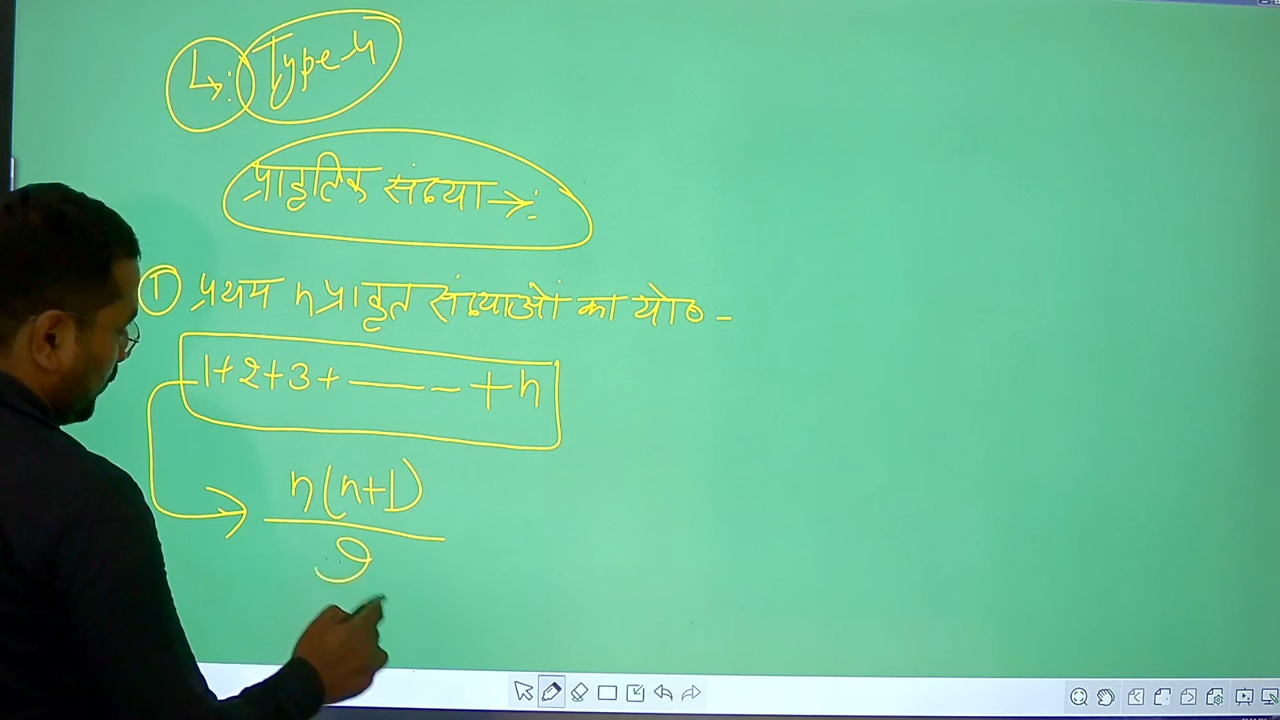 ↳: Type-4
प्राकृतिक संख्या →:
① प्रथम n प्राकृत संख्याओं का योग -
1+2+3+ ——– - + n
n(n+1)
2